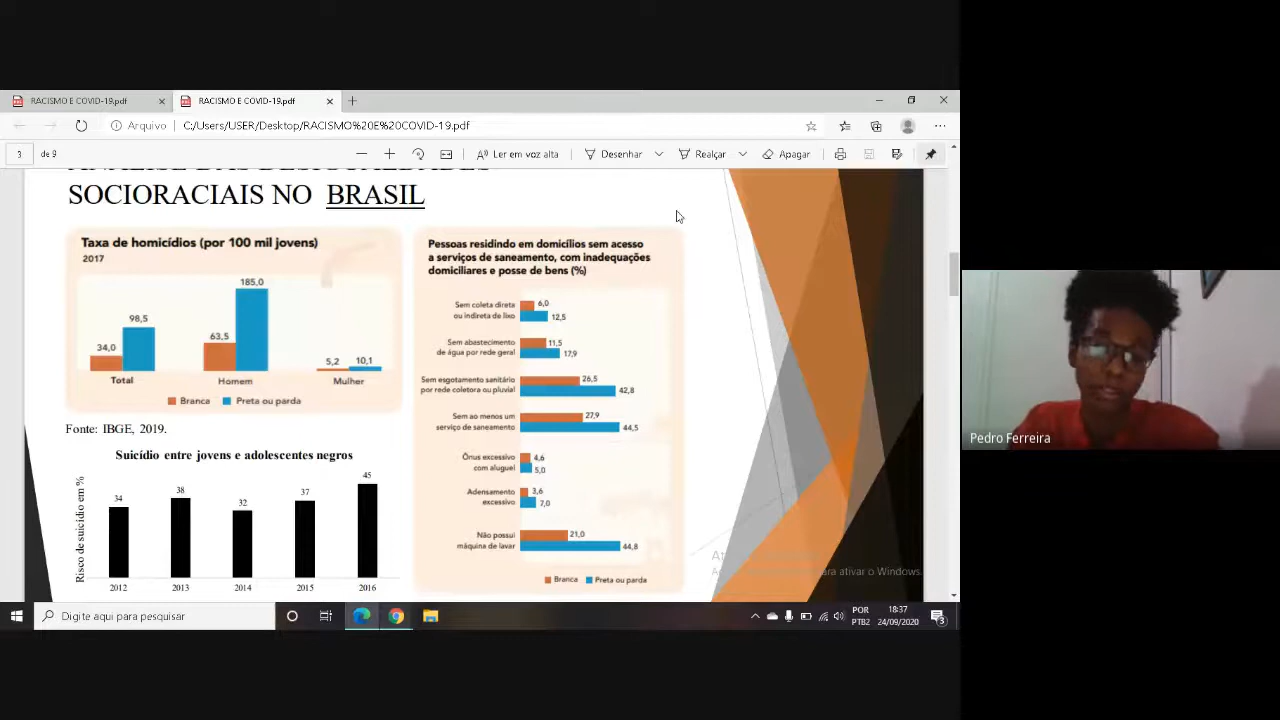 RACISMO E COVID-19.pdf
RACISMO E COVID-19.pdf
Arquivo
C:/Users/USER/Desktop/RACISMO%20E%20COVID-19.pdf
3 de 9
Ler em voz alta
Desenhar
Realçar
Apagar
SOCIORACIAIS NO BRASIL
Taxa de homicídios (por 100 mil jovens)
2017
34,0 98,5
63,5 185,0
5,2 10,1
Total Homem Mulher
Branca Preta ou parda
Fonte: IBGE, 2019.
Suicídio entre jovens e adolescentes negros
Risco de suicídio em %
34 38 32 37 45
2012 2013 2014 2015 2016
Pessoas residindo em domicílios sem acesso
a serviços de saneamento, com inadequações
domiciliares e posse de bens (%)
Sem coleta direta
ou indireta de lixo
6,0
12,5
Sem abastecimento
de água por rede geral
11,5
17,9
Sem esgotamento sanitário
por rede coletora ou pluvial
26,5
42,8
Sem ao menos um
serviço de saneamento
27,9
44,5
Ônus excessivo
com aluguel
4,6
5,0
Adensamento
excessivo
3,6
7,0
Não possui
máquina de lavar
21,0
44,8
Branca Preta ou parda
para ativar o Windows.
Digite aqui para pesquisar
POR
PTB2
18:37
24/09/2020
3
Pedro Ferreira